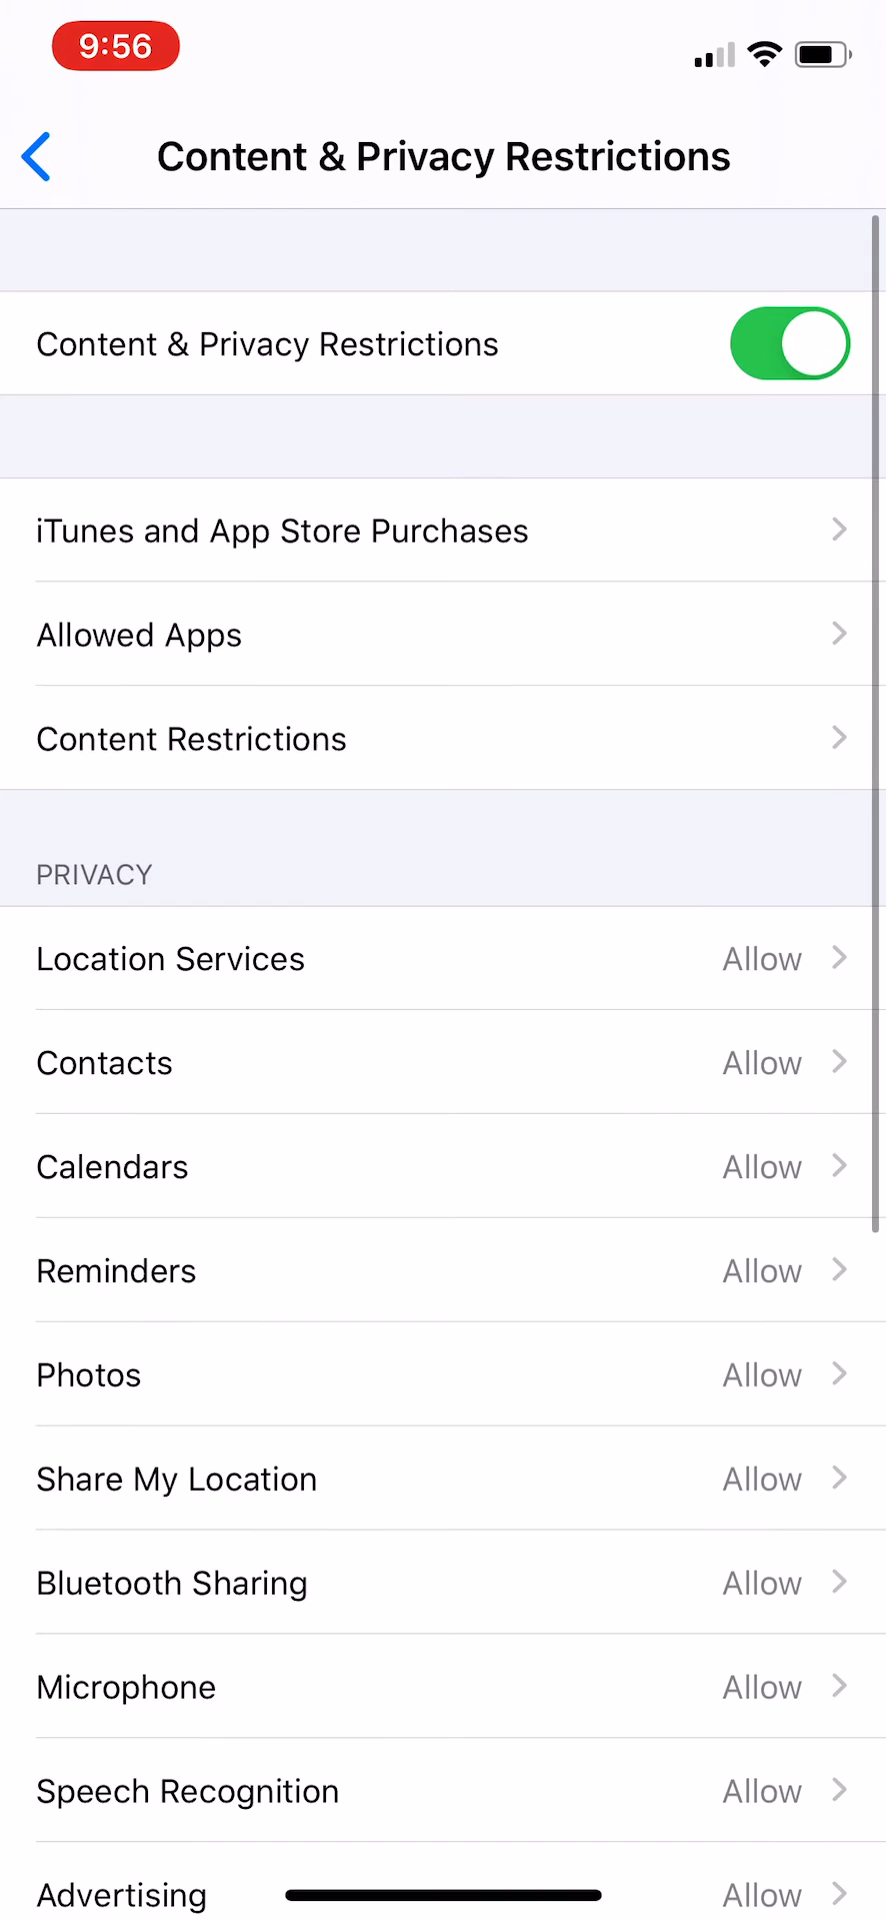 9:56
Content & Privacy Restrictions
Content & Privacy Restrictions
iTunes and App Store Purchases
Allowed Apps
Content Restrictions
PRIVACY
Location Services Allow
Contacts Allow
Calendars Allow
Reminders Allow
Photos Allow
Share My Location Allow
Bluetooth Sharing Allow
Microphone Allow
Speech Recognition Allow
Advertising Allow